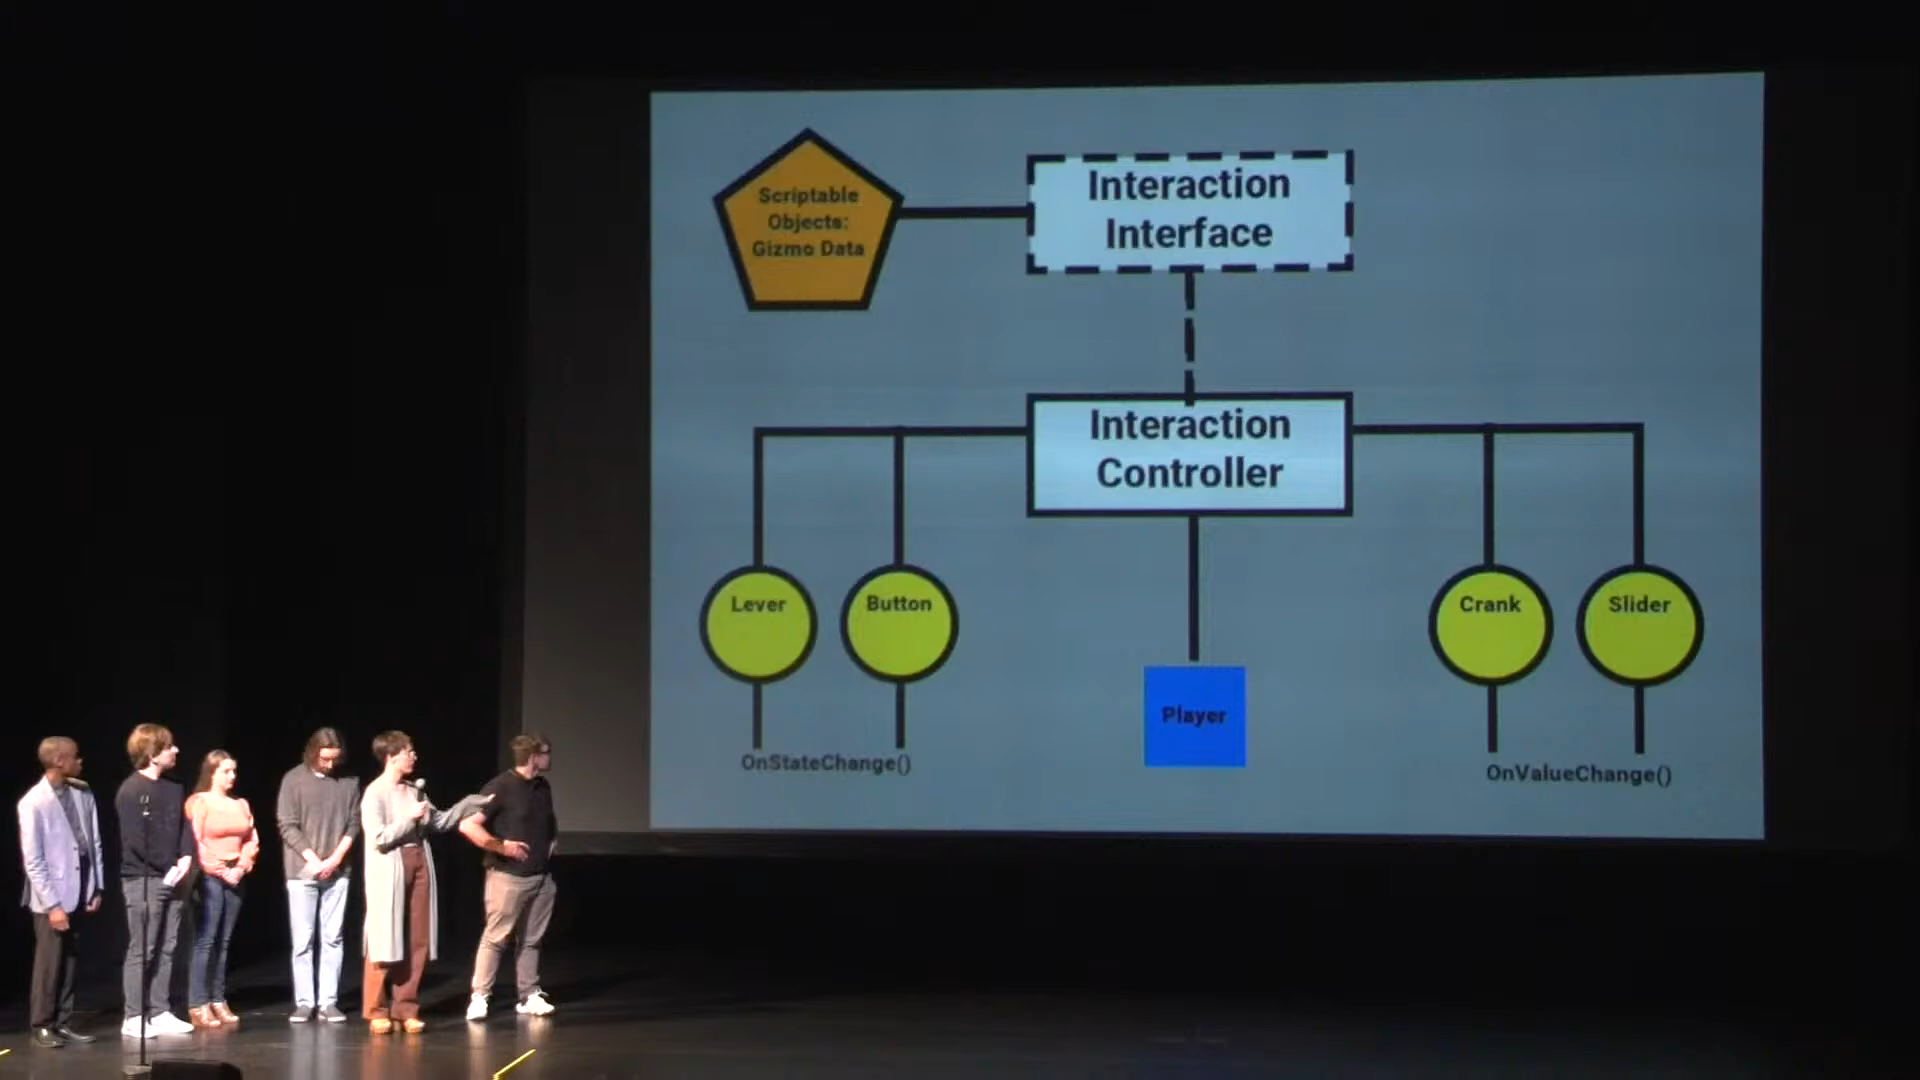 Scriptable
Objects:
Gizmo Data
Interaction
Interface
Interaction
Controller
Lever
Button
Crank
Slider
Player
OnStateChange()
OnValueChange()